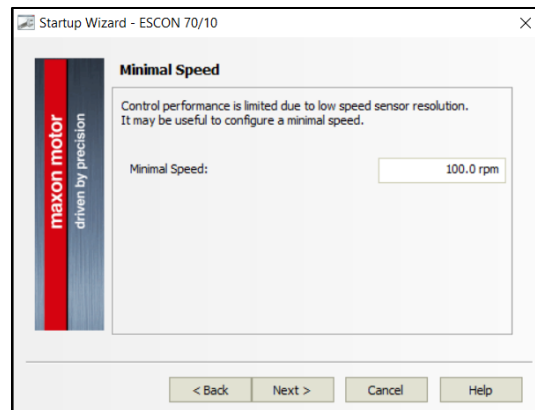 Startup Wizard - ESCON 70/10
Minimal Speed
Control performance is limited due to low speed sensor resolution.
It may be useful to configure a minimal speed.
maxon motor
driven by precision
Minimal Speed:
100.0 rpm
< Back
Next >
Cancel
Help